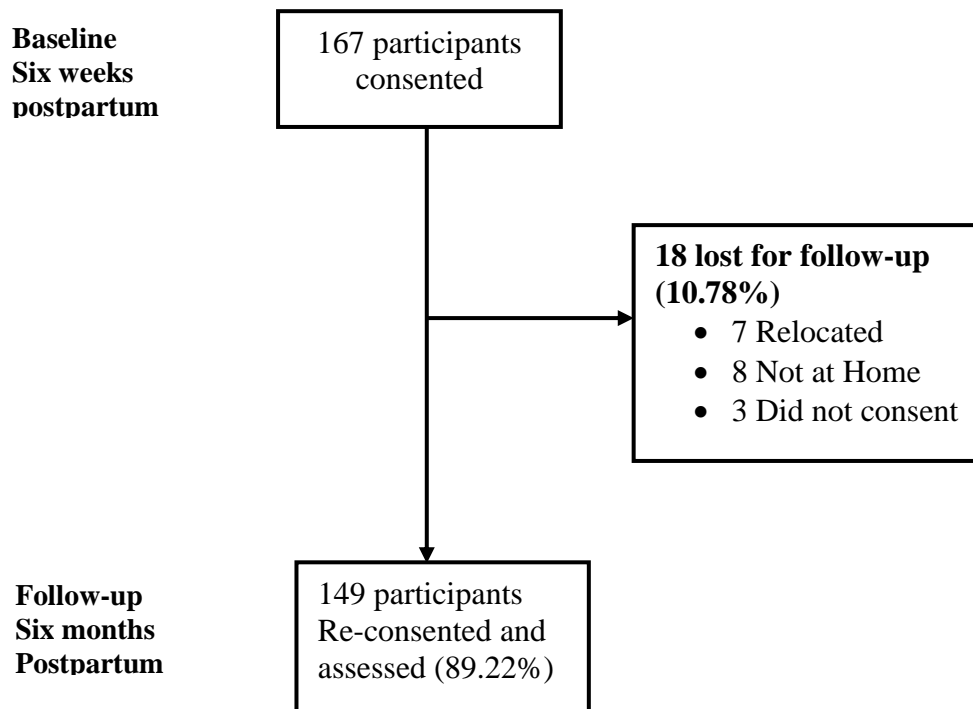 Baseline
Six weeks
postpartum
167 participants
consented
18 lost for follow-up
(10.78%)
• 7 Relocated
• 8 Not at Home
• 3 Did not consent
Follow-up
Six months
Postpartum
149 participants
Re-consented and
assessed (89.22%)